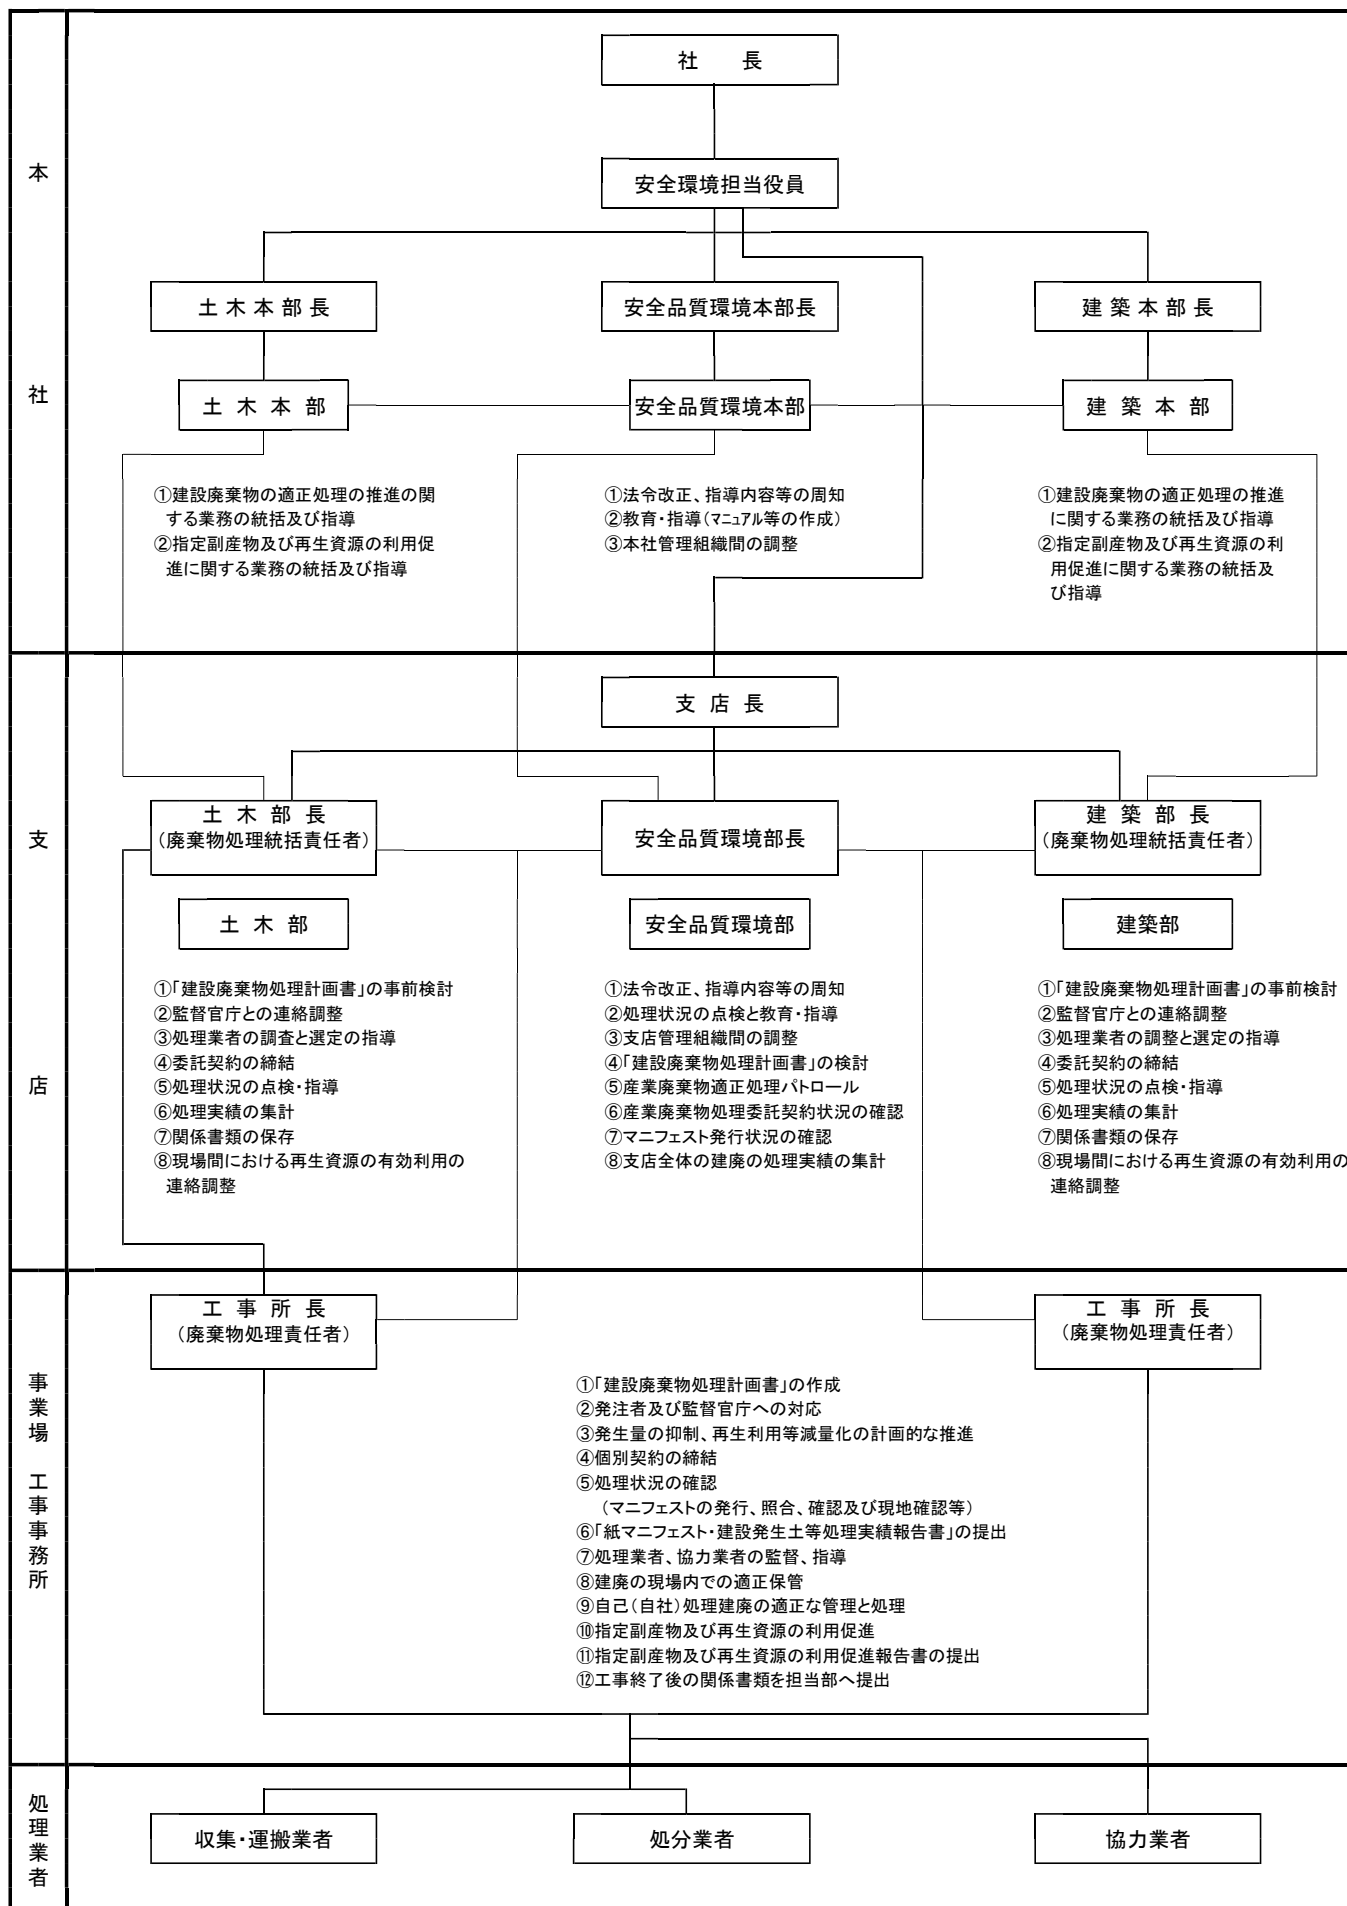 本社
社　長
安全環境担当役員
土木本部長
安全品質環境本部長
建築本部長
土木本部
安全品質環境本部
建築本部
①建設廃棄物の適正処理の推進の関
する業務の統括及び指導
②指定副産物及び再生資源の利用促
進に関する業務の統括及び指導
①法令改正、指導内容等の周知
②教育・指導(マニュアル等の作成)
③本社管理組織間の調整
①建設廃棄物の適正処理の推進
に関する業務の統括及び指導
②指定副産物及び再生資源の利
用促進に関する業務の統括及
び指導
支店
支店長
土木部長
(廃棄物処理統括責任者)
安全品質環境部長
建築部長
(廃棄物処理統括責任者)
土木部
安全品質環境部
建築部
①「建設廃棄物処理計画書」の事前検討
②監督官庁との連絡調整
③処理業者の調査と選定の指導
④委託契約の締結
⑤処理状況の点検・指導
⑥処理実績の集計
⑦関係書類の保存
⑧現場間における再生資源の有効利用の
連絡調整
①法令改正、指導内容等の周知
②処理状況の点検と教育・指導
③支店管理組織間の調整
④「建設廃棄物処理計画書」の検討
⑤産業廃棄物適正処理パトロール
⑥産業廃棄物処理委託契約状況の確認
⑦マニフェスト発行状況の確認
⑧支店全体の建廃の処理実績の集計
①「建設廃棄物処理計画書」の事前検討
②監督官庁との連絡調整
③処理業者の調整と選定の指導
④委託契約の締結
⑤処理状況の点検・指導
⑥処理実績の集計
⑦関係書類の保存
⑧現場間における再生資源の有効利用の
連絡調整
事業場　工事事務所
工事所長
(廃棄物処理責任者)
工事所長
(廃棄物処理責任者)
①「建設廃棄物処理計画書」の作成
②発注者及び監督官庁への対応
③発生量の抑制、再生利用等減量化の計画的な推進
④個別契約の締結
⑤処理状況の確認
(マニフェストの発行、照合、確認及び現地確認等)
⑥「紙マニフェスト・建設発生土等処理実績報告書」の提出
⑦処理業者、協力業者の監督、指導
⑧建廃の現場内での適正保管
⑨自己(自社)処理建廃の適正な管理と処理
⑩指定副産物及び再生資源の利用促進
⑪指定副産物及び再生資源の利用促進報告書の提出
⑫工事終了後の関係書類を担当部へ提出
処理業者
収集・運搬業者
処分業者
協力業者